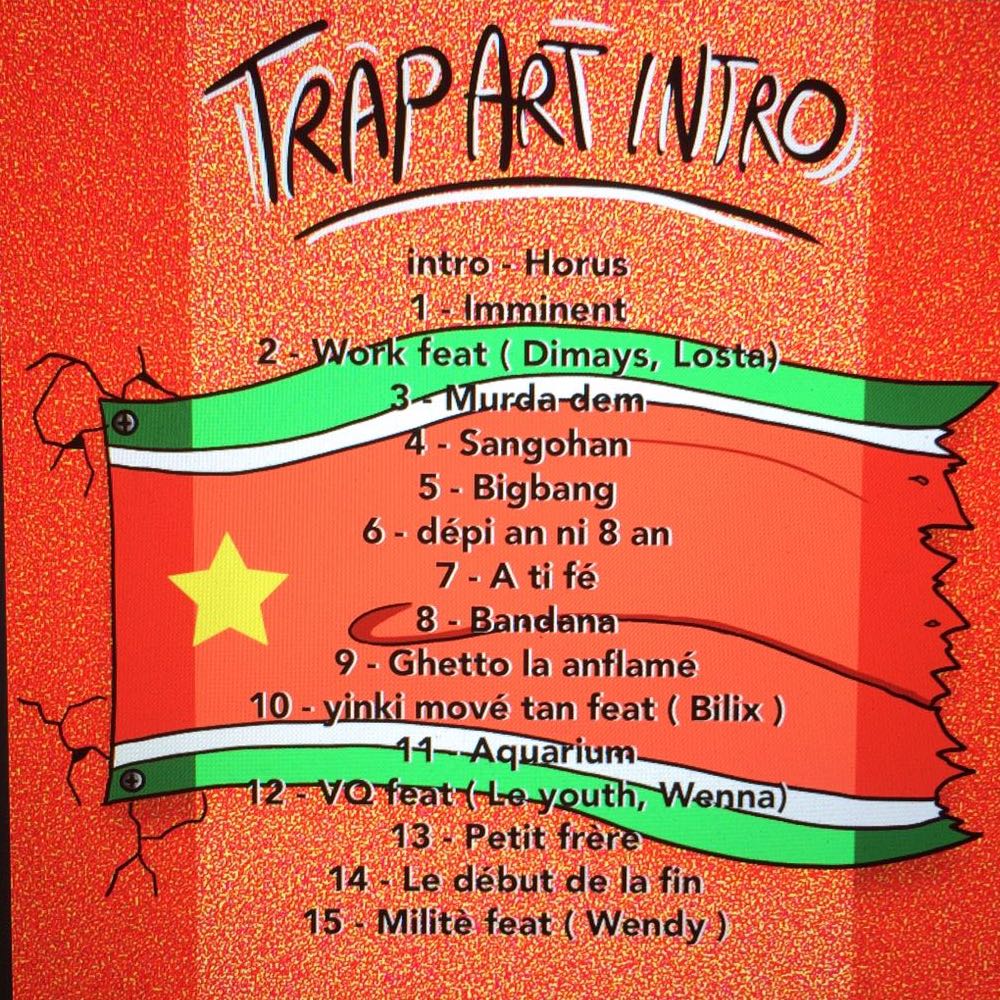 TRAP ART INTRO
intro - Horus
1 - Imminent
2 - Work feat ( Dimays, Losta)
3 - Murda dem
4 - Sangohan
5 - Bigbang
6 - dépi an ni 8 an
7 - A ti fé
8 - Bandana
9 - Ghetto la anflamé
10 - yinki mové tan feat ( Bilix )
11 - Aquarium
12 - VQ feat ( Le youth, Wenna)
13 - Petit frère
14 - Le début de la fin
15 - Militè feat ( Wendy )